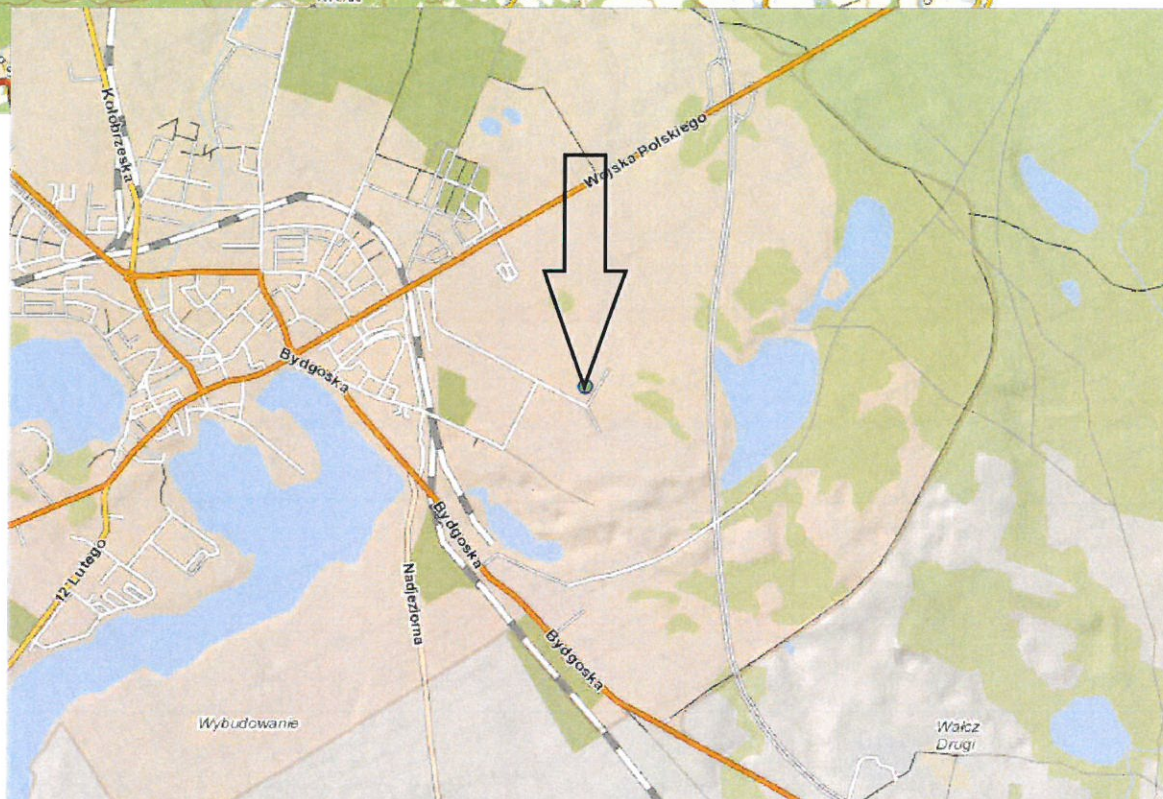 Kołobrzeska
Wojska Polskiego
Bydgoska
Bydgoska
12 Lutego
Nadjeziorna
Bydgoska
Wybudowanie
Wałcz
Drugi